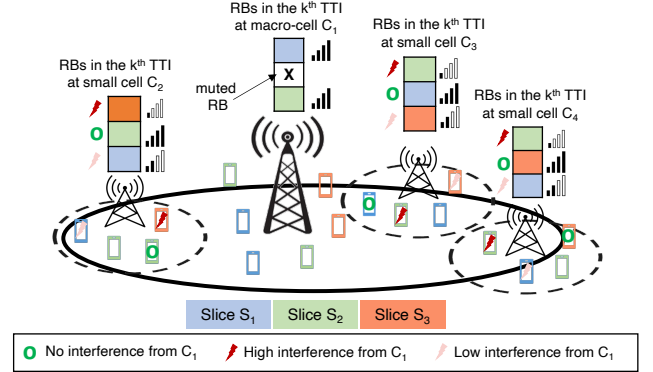 RBs in the kth TTI
at macro-cell C1
RBs in the kth TTI
at small cell C3
RBs in the kth TTI
at small cell C2
muted
RB
X
RBs in the kth TTI
at small cell C4
O
O
O
O
O
O
Slice S1 Slice S2 Slice S3
O No interference from C1 High interference from C1 Low interference from C1